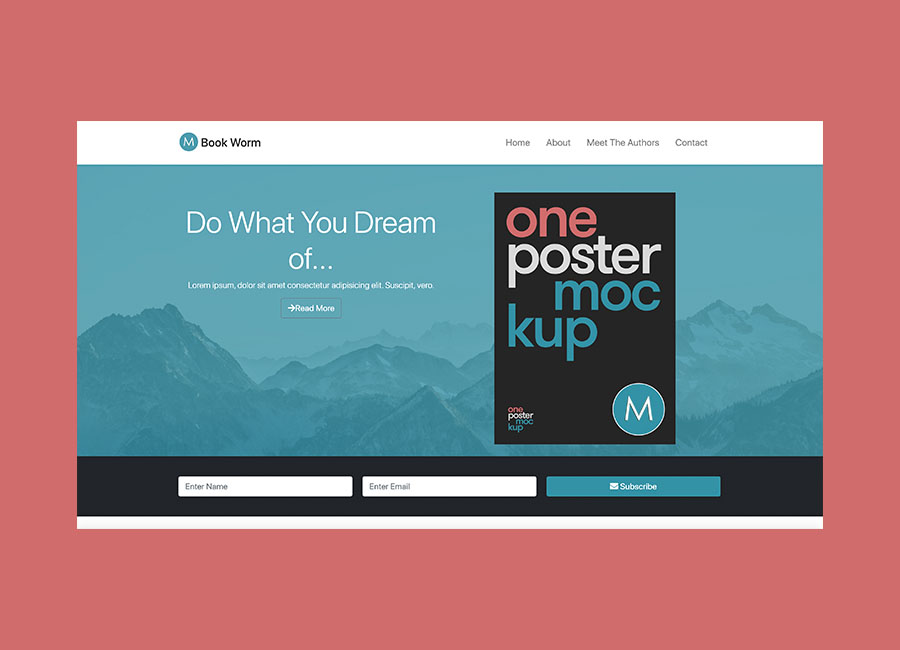 M Book Worm
Home About Meet The Authors Contact
Do What You Dream
of...
Lorem ipsum, dolor sit amet consectetur adipisicing elit. Suscipit, vero.
Read More
one
poster
moc
kup
one
poster
moc
kup
M
Enter Name
Enter Email
Subscribe